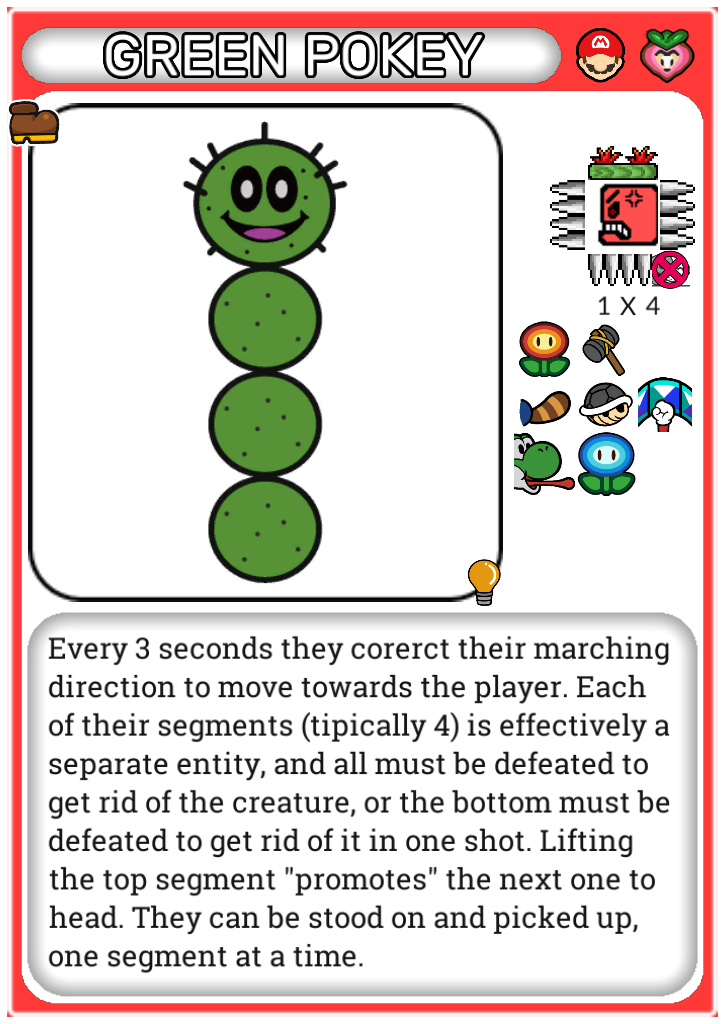 GREEN POKEY
1 X 4
Every 3 seconds they corerct their marching
direction to move towards the player. Each
of their segments (tipically 4) is effectively a
separate entity, and all must be defeated to
get rid of the creature, or the bottom must be
defeated to get rid of it in one shot. Lifting
the top segment "promotes" the next one to
head. They can be stood on and picked up,
one segment at a time.